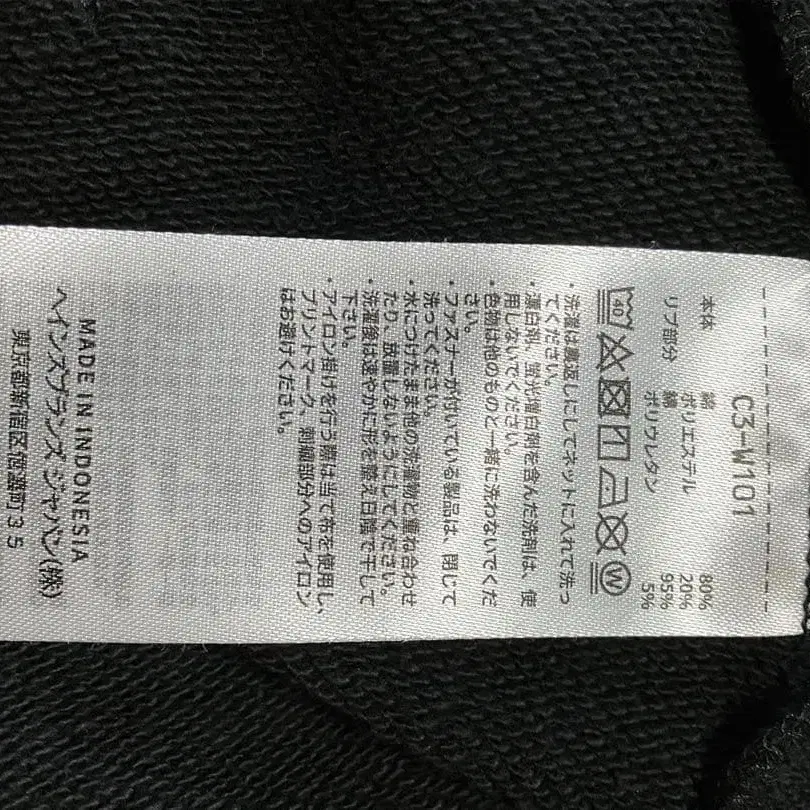 C3-W101
本体 綿 80%
ポリエステル 20%
リブ部分 綿 95%
ポリウレタン 5%
40 W
・洗濯は裏返しにしてネットに入れて洗っ
てください。
・漂白剤、蛍光増白剤を含んだ洗剤は、使
用しないでください。
・色物は他のものと一緒に洗わないでくだ
さい。
・ファスナーが付いている製品は、閉じて
洗ってください。
・水につけたまま他の洗濯物と重ね合わせ
たり、放置しないようにしてください。
・洗濯後は速やかに形を整え日陰で干して
下さい。
・アイロン掛けを行う際は当て布を使用し、
プリントマーク、刺繍部分へのアイロン
はお避けください。
MADE IN INDONESIA
ヘインズブランズ ジャパン(株)
東京都新宿区住吉町35